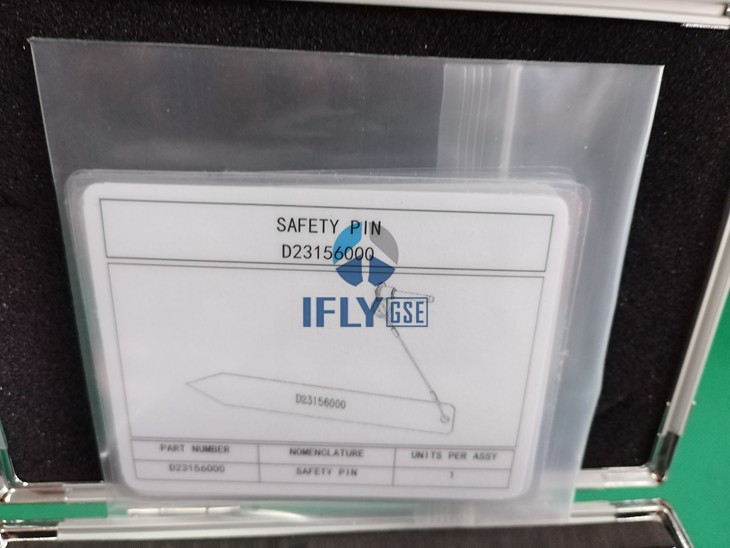 SAFETY PIN
D23156000
IFLY GSE
D23156000
PART NUMBER NOMENCLATURE UNITS PER ASSY
D23156000 SAFETY PIN 1